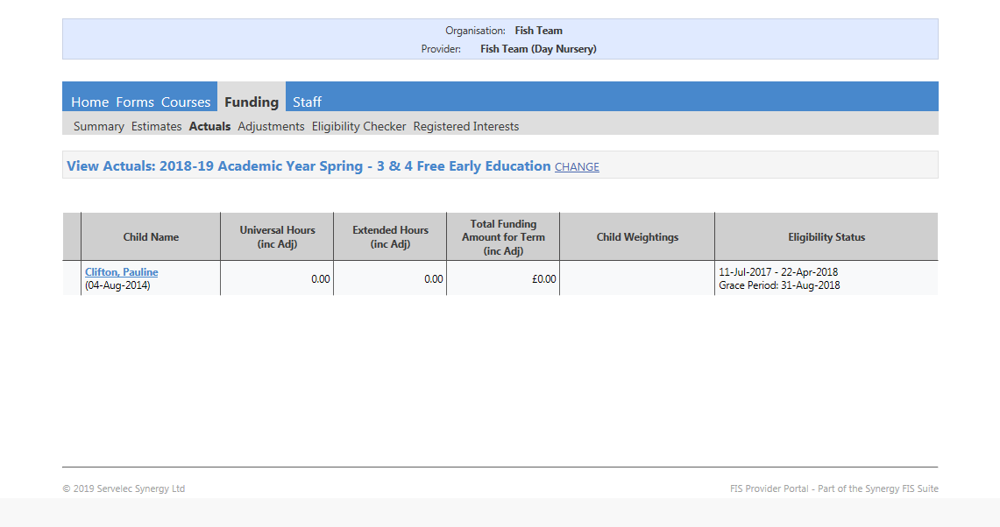 Organisation: Fish Team
Provider: Fish Team (Day Nursery)
Home Forms Courses Funding Staff
Summary Estimates Actuals Adjustments Eligibility Checker Registered Interests
View Actuals: 2018-19 Academic Year Spring - 3 & 4 Free Early Education CHANGE
Child Name
Universal Hours
(inc Adj)
Extended Hours
(inc Adj)
Total Funding
Amount for Term
(inc Adj)
Child Weightings
Eligibility Status
Clifton, Pauline
(04-Aug-2014)
0.00
0.00
£0.00
11-Jul-2017 - 22-Apr-2018
Grace Period: 31-Aug-2018
© 2019 Servelec Synergy Ltd
FIS Provider Portal - Part of the Synergy FIS Suite